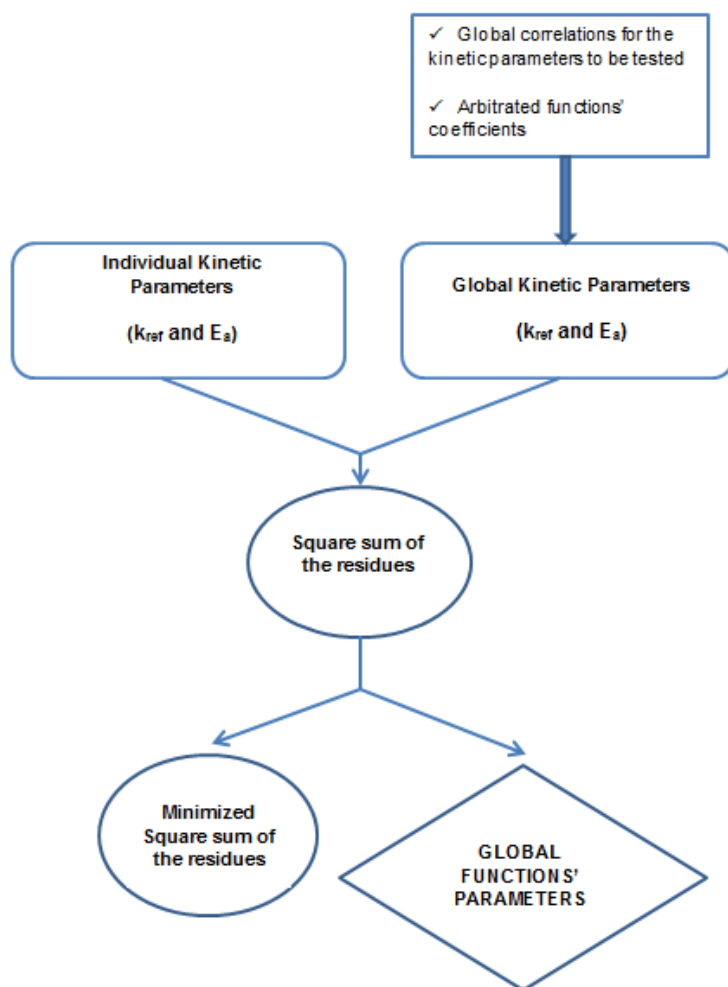 ✓ Global correlations for the
kinetic parameters to be tested
✓ Arbitrated functions'
coefficients
Individual Kinetic
Parameters
(kref and Ea)
Global Kinetic Parameters
(kref and Ea)
Square sum of
the residues
Minimized
Square sum of
the residues
GLOBAL
FUNCTIONS'
PARAMETERS